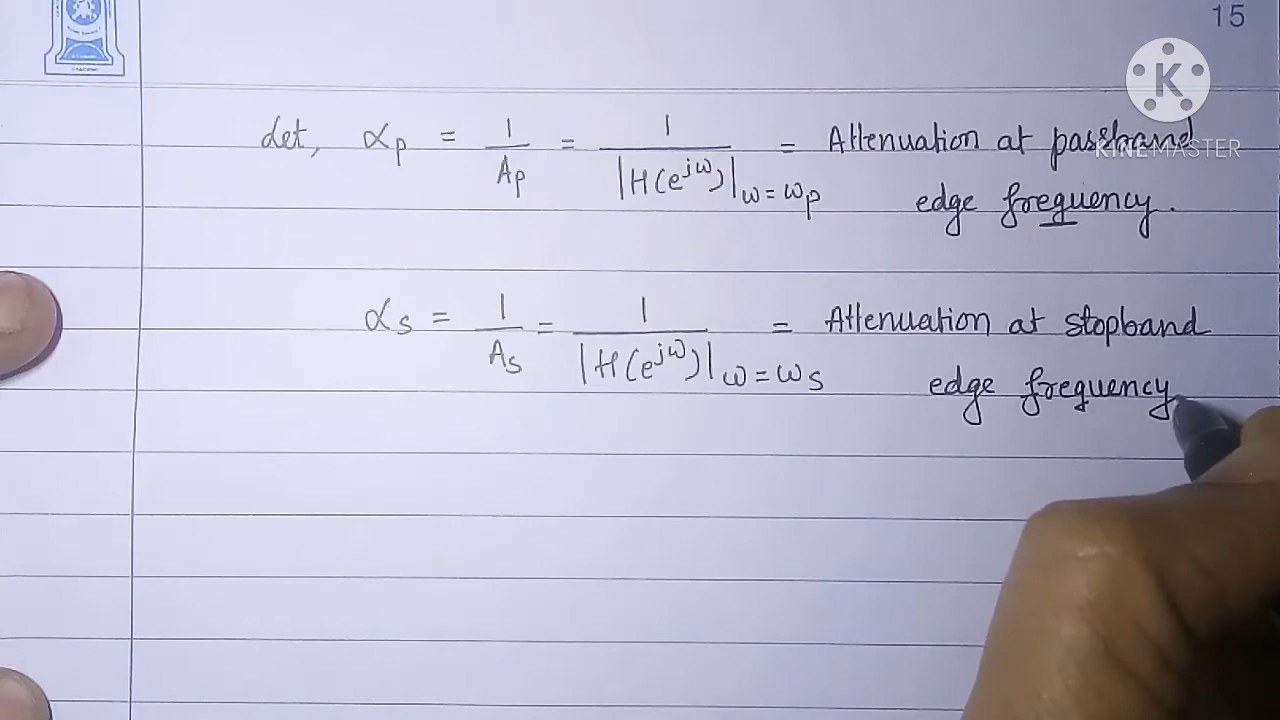 15
K
KINEMASTER
Let, αp = 1/Ap = 1/|H(e^jω)|ω=ωp = Attenuation at passband
edge frequency.
αs = 1/As = 1/|H(e^jω)|ω=ωs = Attenuation at stopband
edge frequency